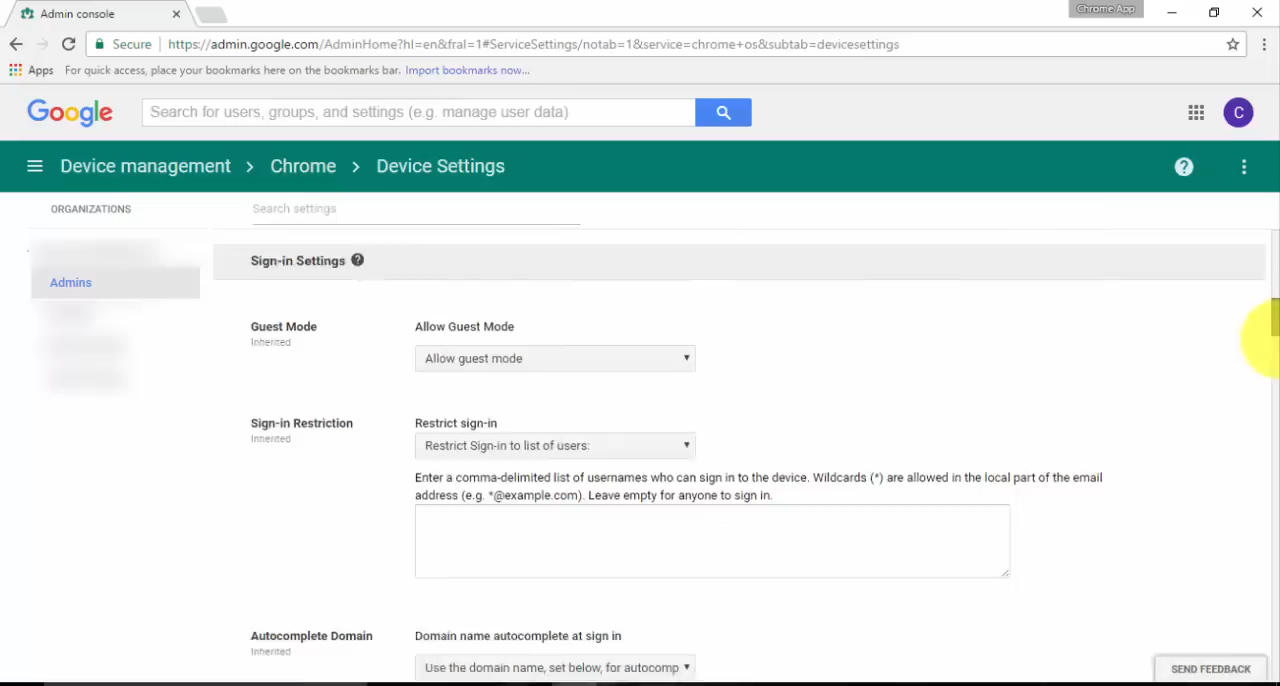 Admin console
Chrome App
Secure
https://admin.google.com/AdminHome?hl=en&fral=1#ServiceSettings/notab=1&service=chrome+os&subtab=devicesettings
Apps
For quick access, place your bookmarks here on the bookmarks bar. Import bookmarks now...
Google
Search for users, groups, and settings (e.g. manage user data)
C
Device management > Chrome > Device Settings
ORGANIZATIONS
Search settings
Sign-in Settings
Admins
Guest Mode
Allow Guest Mode
Inherited
Allow guest mode
Sign-in Restriction
Restrict sign-in
Inherited
Restrict Sign-in to list of users:
Enter a comma-delimited list of usernames who can sign in to the device. Wildcards (*) are allowed in the local part of the email
address (e.g. *@example.com). Leave empty for anyone to sign in.
Autocomplete Domain
Domain name autocomplete at sign in
Inherited
Use the domain name, set below, for autocomp
SEND FEEDBACK